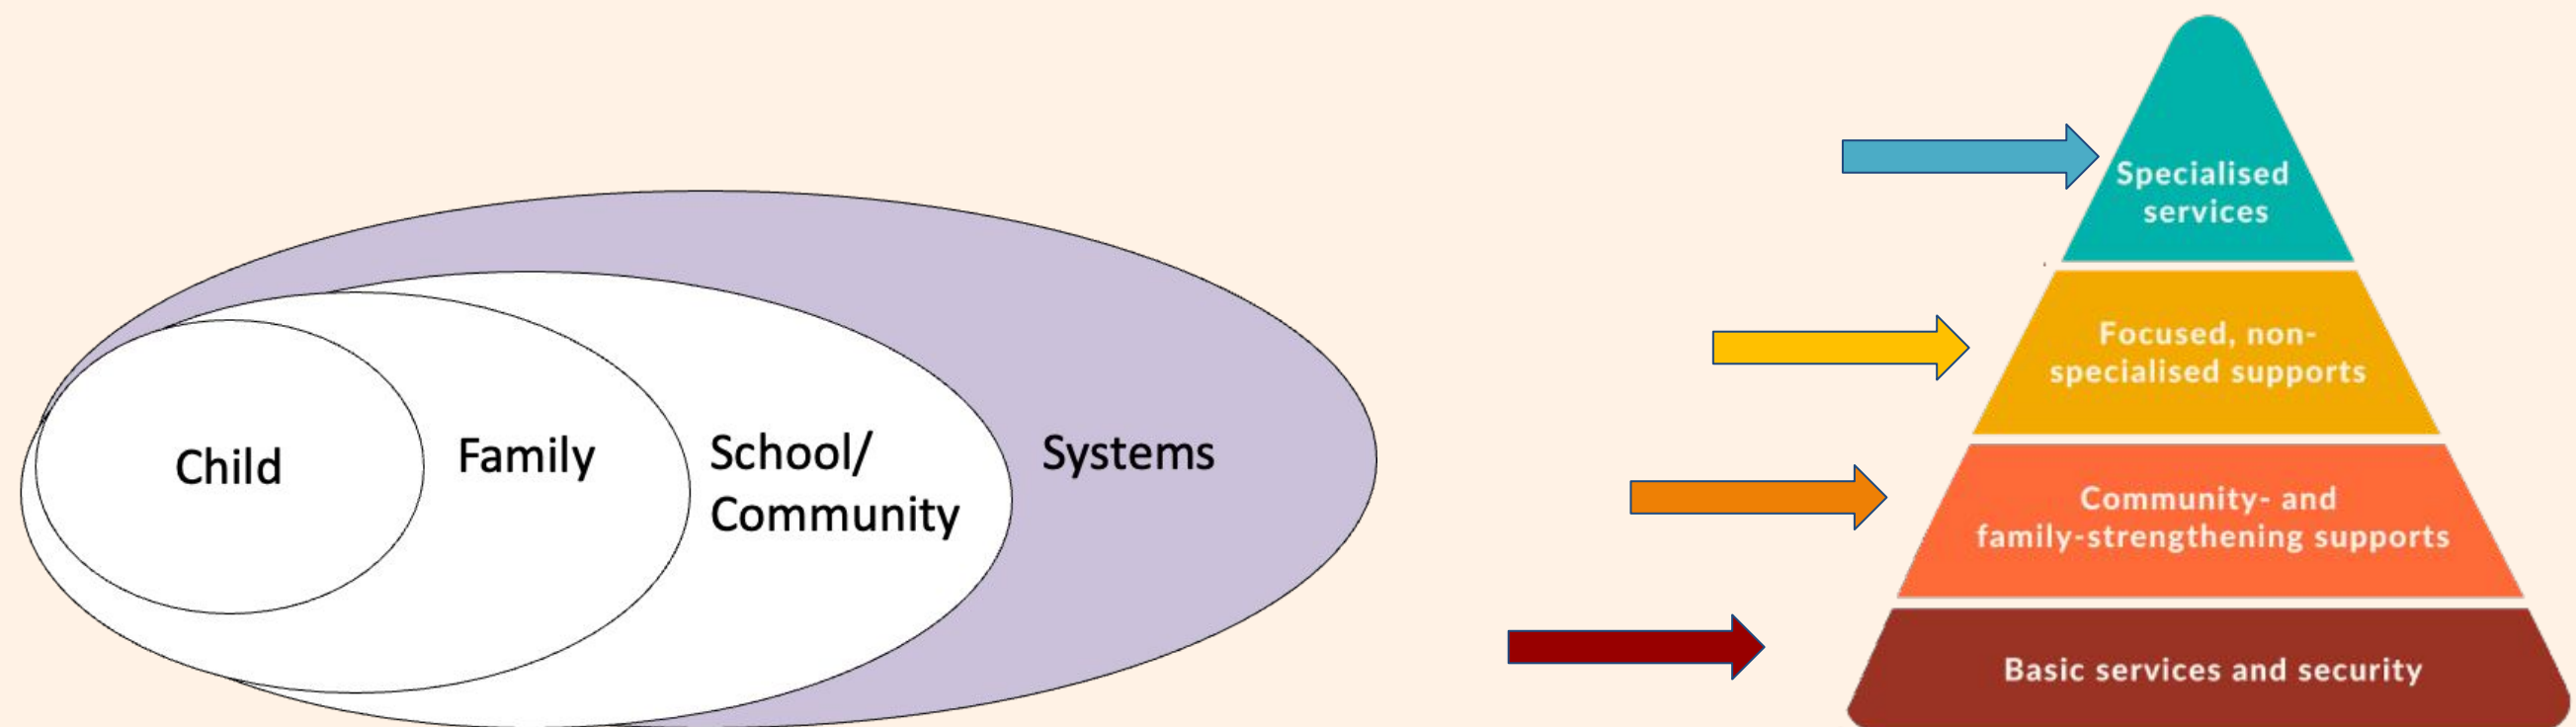 Child
Family
School/
Community
Systems
Specialised
services
Focused, non-
specialised supports
Community- and
family-strengthening supports
Basic services and security